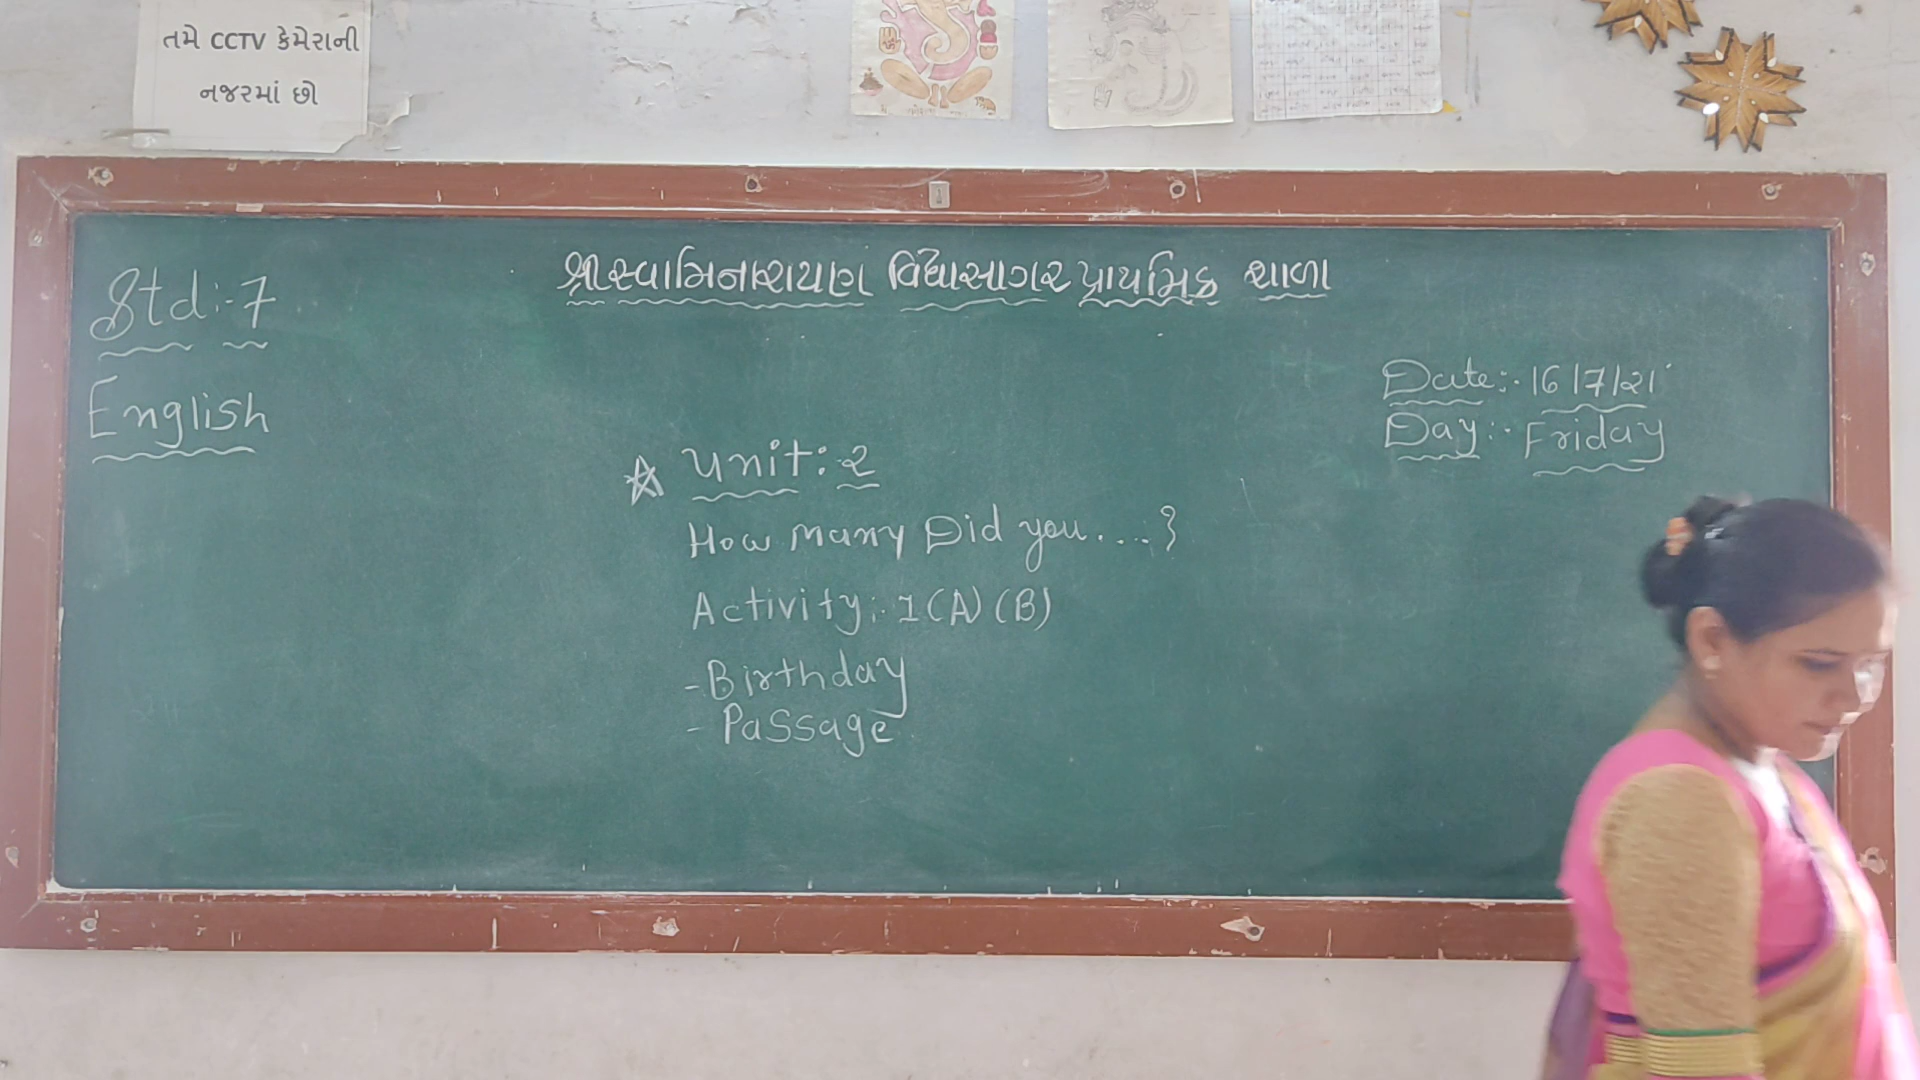 તમે CCTV કેમેરાની
નજરમાં છો
શ્રી સ્વામિનારાયણ વિદ્યાસાગર પ્રાથમિક શાળા
Std:-7
English
Date:- 16/7/21
Day:- Friday
☆ Unit:-2
How Many Did you....?
Activity:-1(A) (B)
-Birthday
- Passage